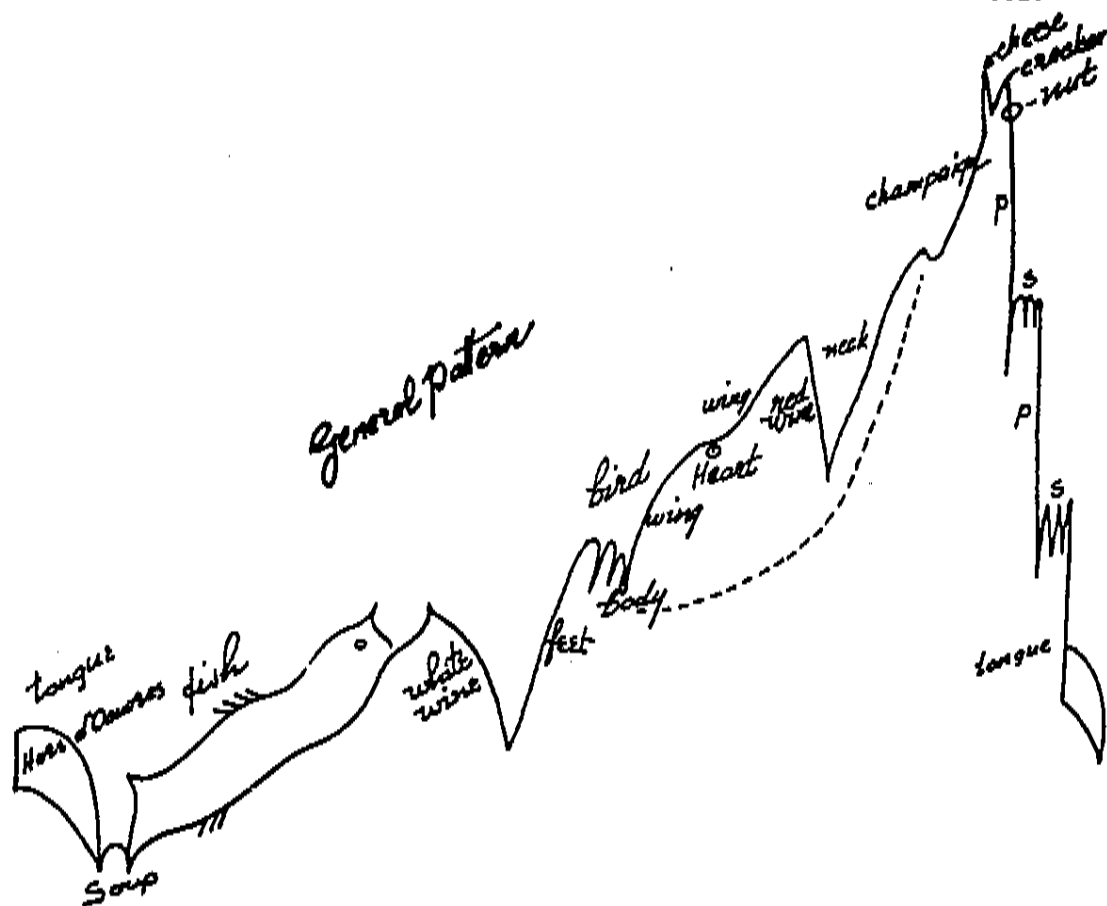 cheese
cracker
nut
champaign
P
S
neck
General Pattern
P
wing
red
wine
Heart
bird
wing
S
body
feet
tongue
tongue
Hors d'Oeuvres
fish
white
wine
Soup